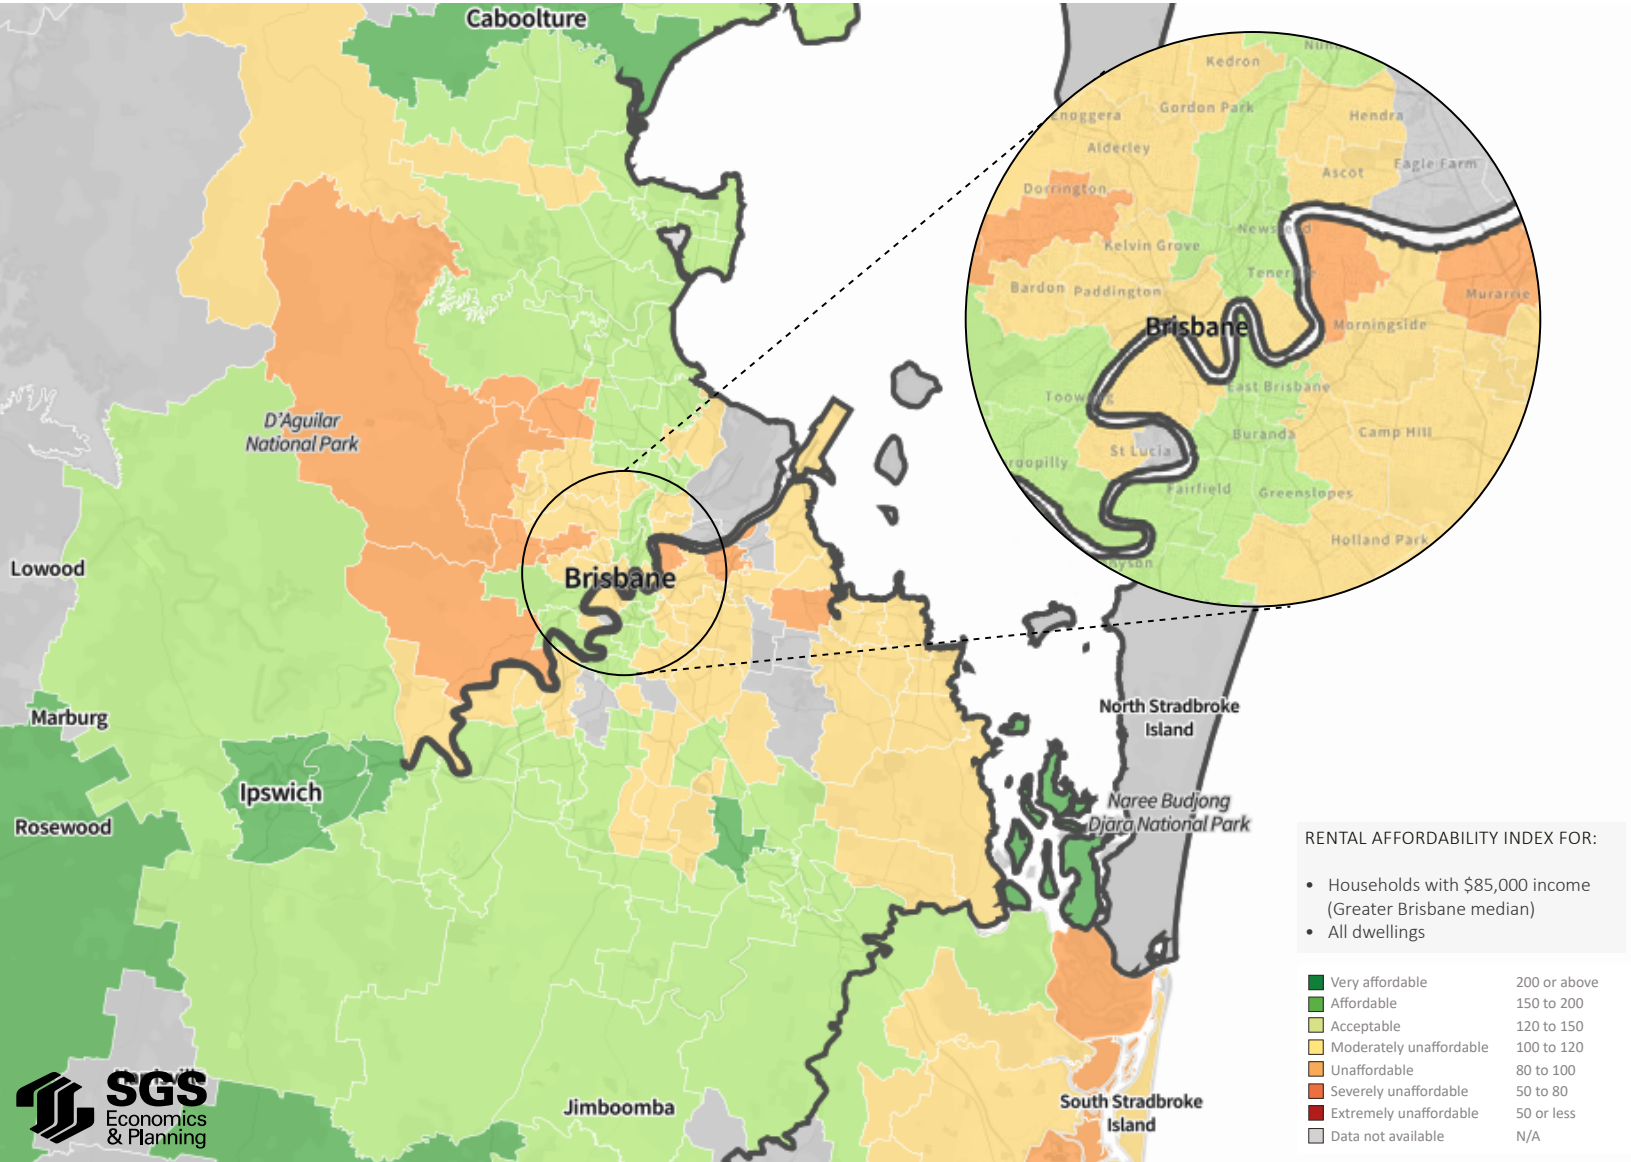 Caboolture
Kedron
Gordon Park
Enoggera
Hendra
Alderley
Eagle Farm
Ascot
Dorrington
Kelvin Grove
Bardon
Paddington
Murarrie
Brisbane
Morningside
East Brisbane
Buranda
Camp Hill
St Lucia
Fairfield
Greenslopes
Holland Park
D'Aguilar
National Park
Lowood
Brisbane
Marburg
North Stradbroke
Island
Ipswich
Rosewood
Naree Budjong
Djara National Park
RENTAL AFFORDABILITY INDEX FOR:
• Households with $85,000 income
(Greater Brisbane median)
• All dwellings
Very affordable 200 or above
Affordable 150 to 200
Acceptable 120 to 150
Moderately unaffordable 100 to 120
Unaffordable 80 to 100
Severely unaffordable 50 to 80
Extremely unaffordable 50 or less
Data not available N/A
SGS
Economics
& Planning
Jimboomba
South Stradbroke
Island